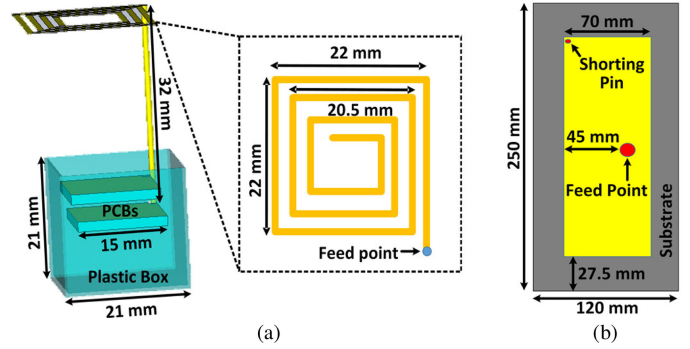 32 mm
21 mm
PCBs
15 mm
Plastic Box
21 mm
22 mm
20.5 mm
22 mm
Feed point
(a)
250 mm
70 mm
Shorting
Pin
45 mm
Feed Point
Substrate
27.5 mm
120 mm
(b)